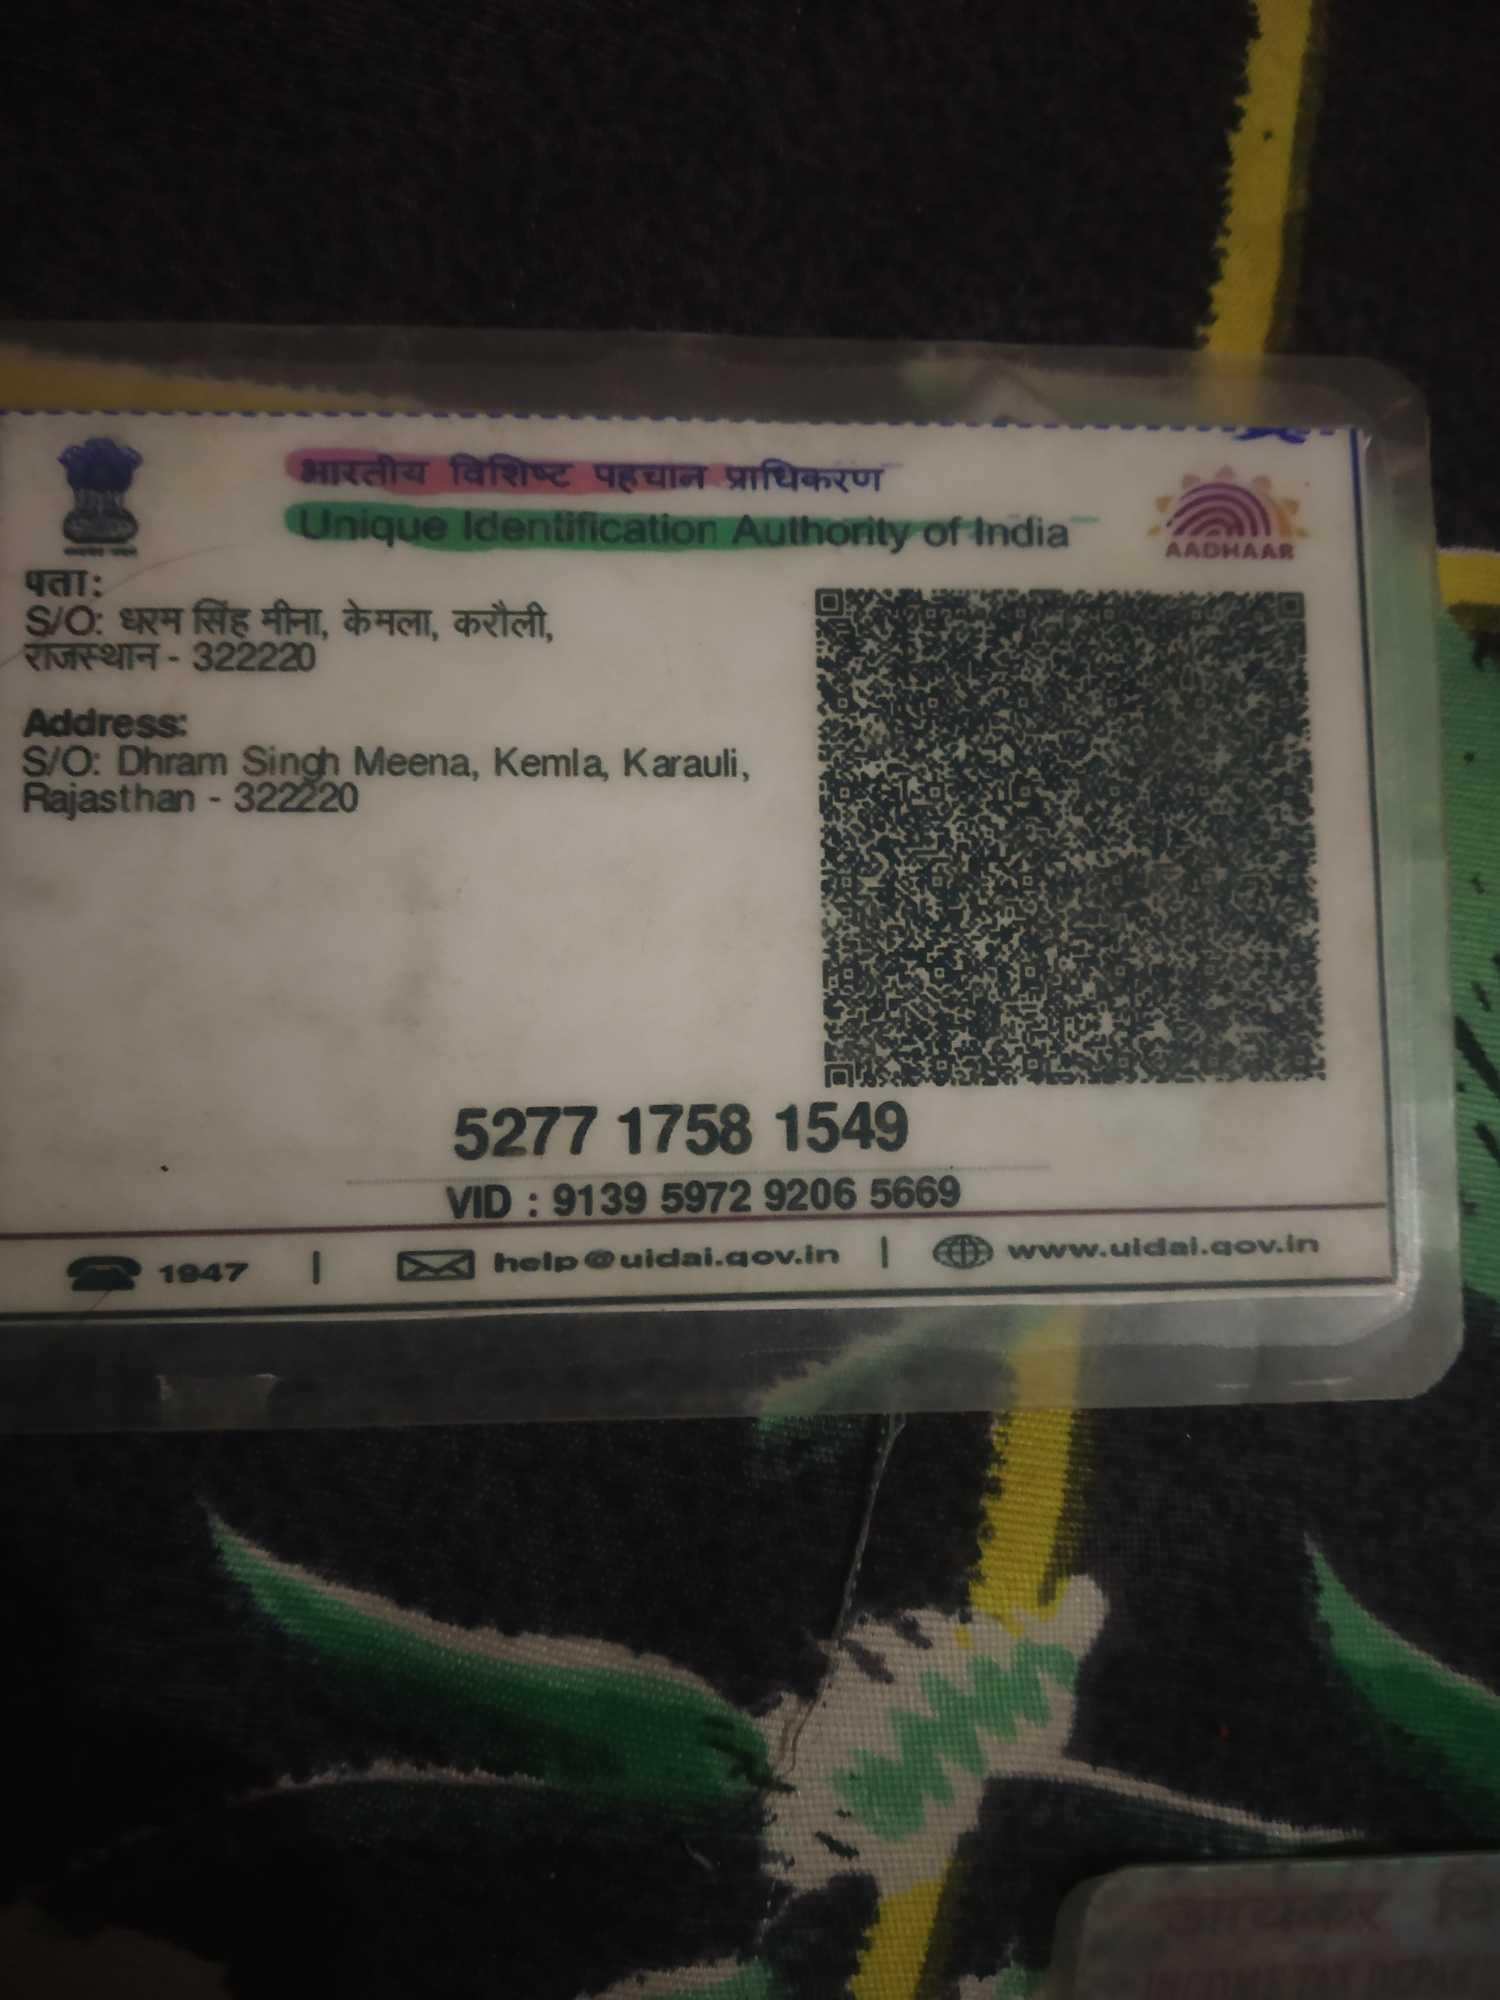 भारतीय विशिष्ट पहचान प्राधिकरण
Unique Identification Authority of India
AADHAAR
पता:
S/O: धरम सिंह मीना, केमला, करौली,
राजस्थान - 322220
Address:
S/O: Dhram Singh Meena, Kemla, Karauli,
Rajasthan - 322220
5277 1758 1549
VID : 9139 5972 9206 5669
1947 | help@uidai.gov.in | www.uidai.gov.in